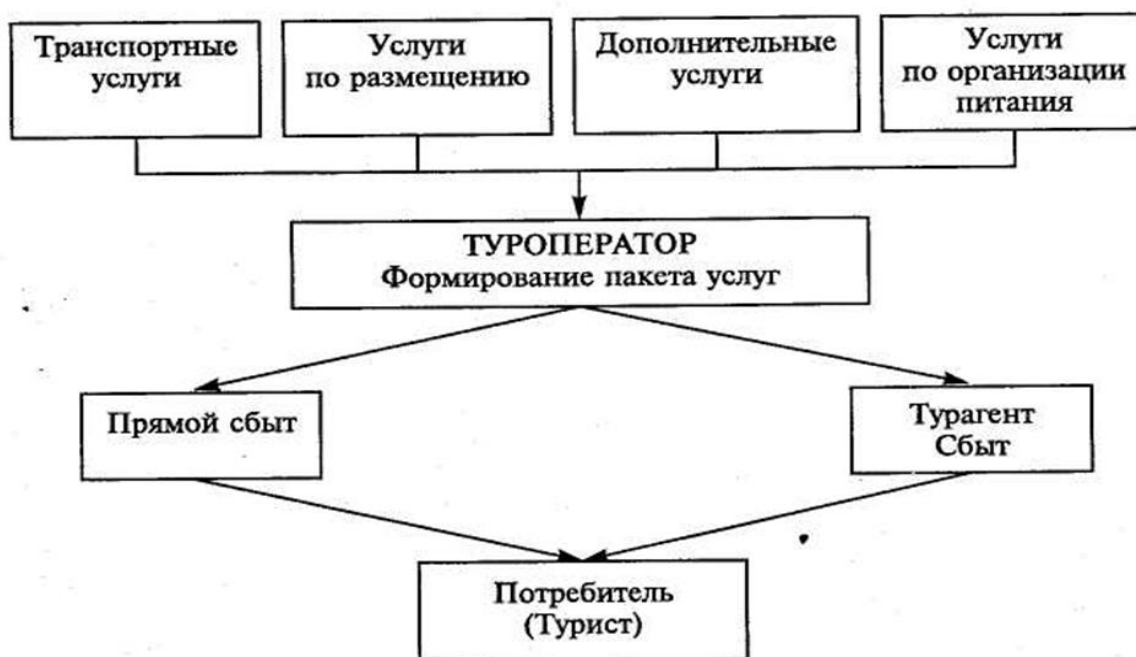 Транспортные
услуги
Услуги
по размещению
Дополнительные
услуги
Услуги
по организации
питания
ТУРОПЕРАТОР
Формирование пакета услуг
Прямой сбыт
Турагент
Сбыт
Потребитель
(Турист)